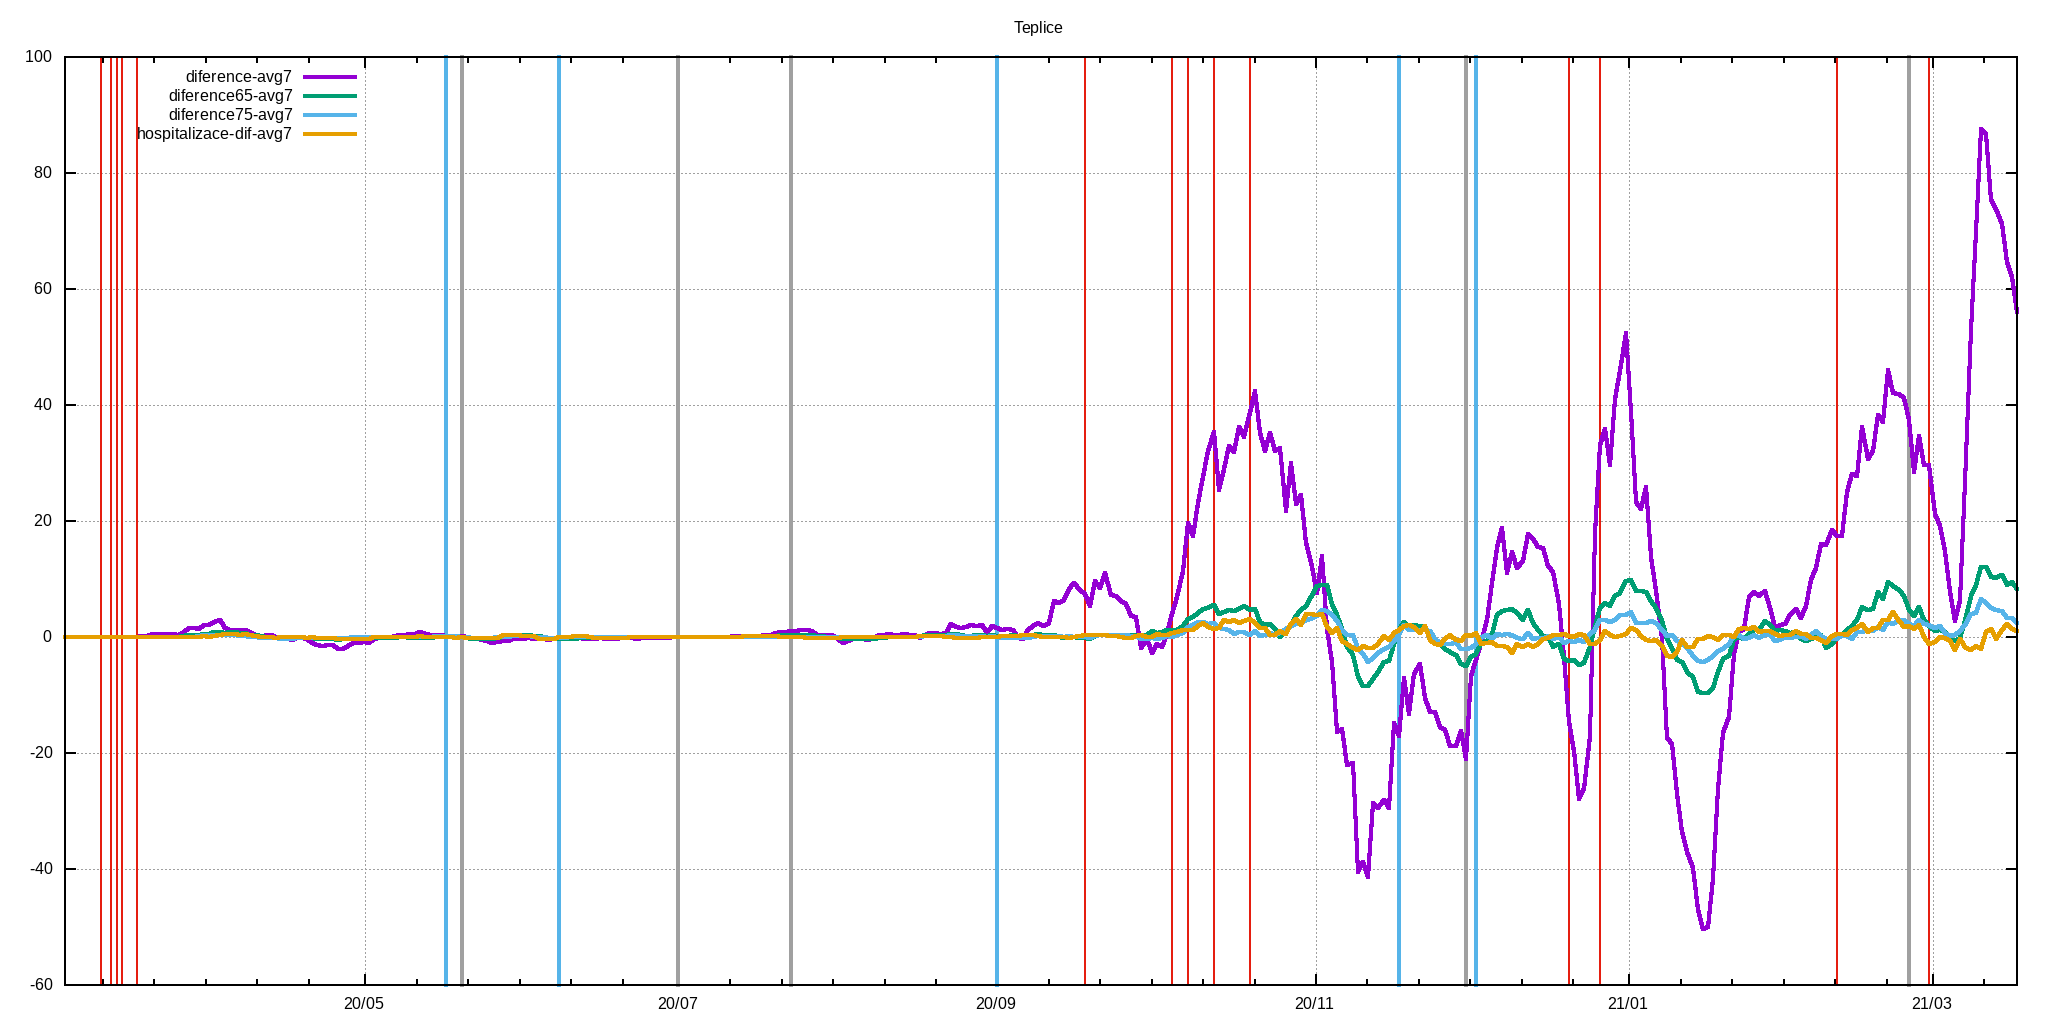 Teplice
100
80
60
40
20
0
-20
-40
-60
diference-avg7
diference65-avg7
diference75-avg7
hospitalizace-dif-avg7
20/05 20/07 20/09 20/11 21/01 21/03